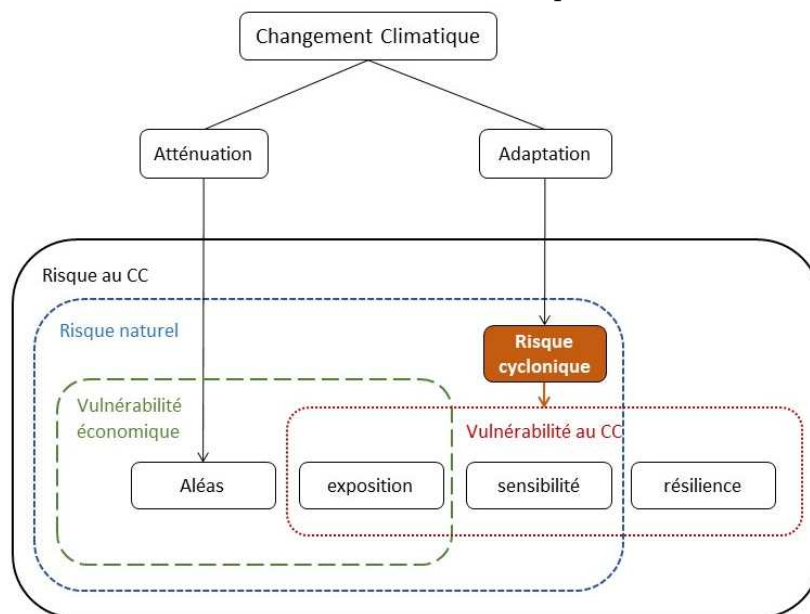 Changement Climatique
Atténuation
Adaptation
Risque au CC
Risque naturel
Risque
cyclonique
Vulnérabilité
économique
Vulnérabilité au CC
Aléas
exposition
sensibilité
résilience